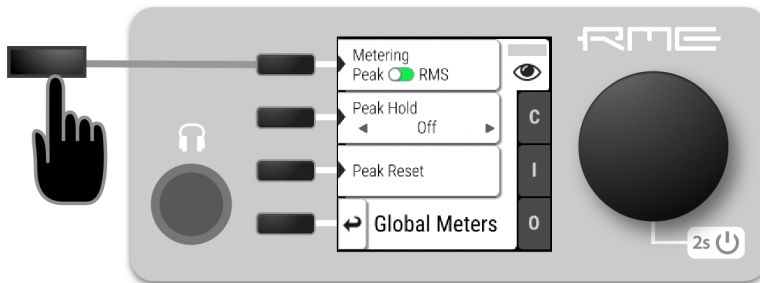 RME
Metering
Peak RMS
Peak Hold
Off
Peak Reset
Global Meters
C
I
O
2s